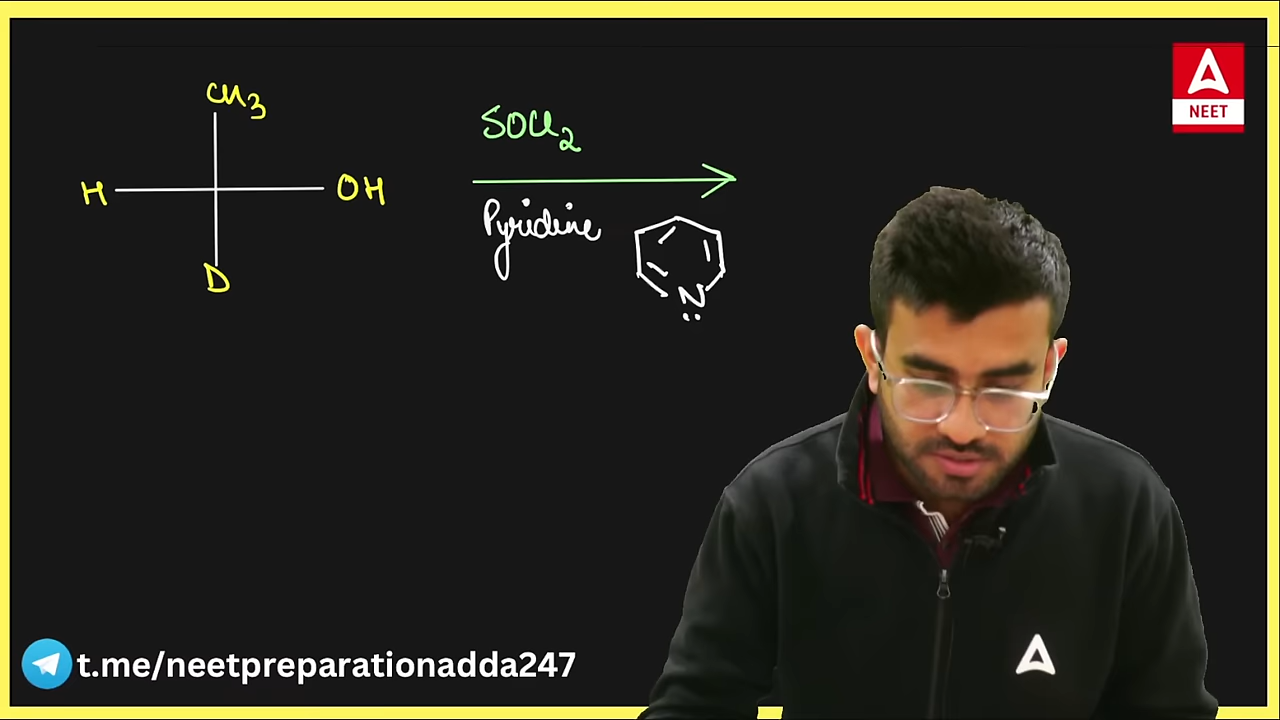 CH3
H
OH
D
SOCl2
Pyridine
N
NEET
t.me/neetpreparationadda247